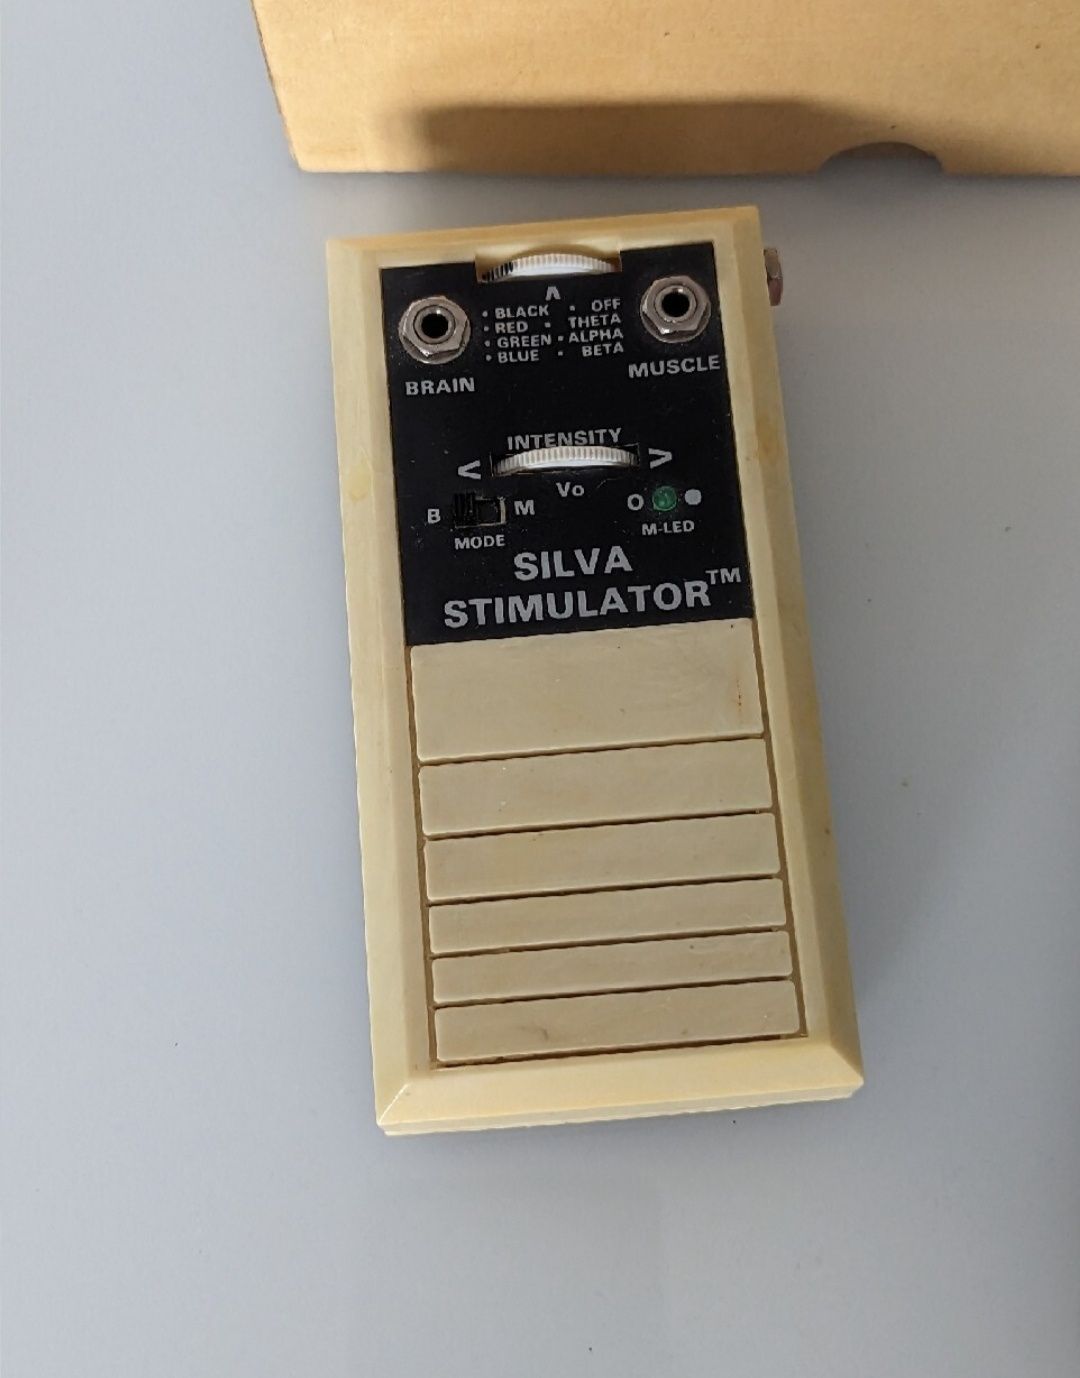 Λ
• BLACK • OFF
• RED • THETA
• GREEN • ALPHA
• BLUE • BETA
BRAIN
MUSCLE
INTENSITY
< >
Vo
B M
O
MODE
M-LED
SILVA
STIMULATOR™